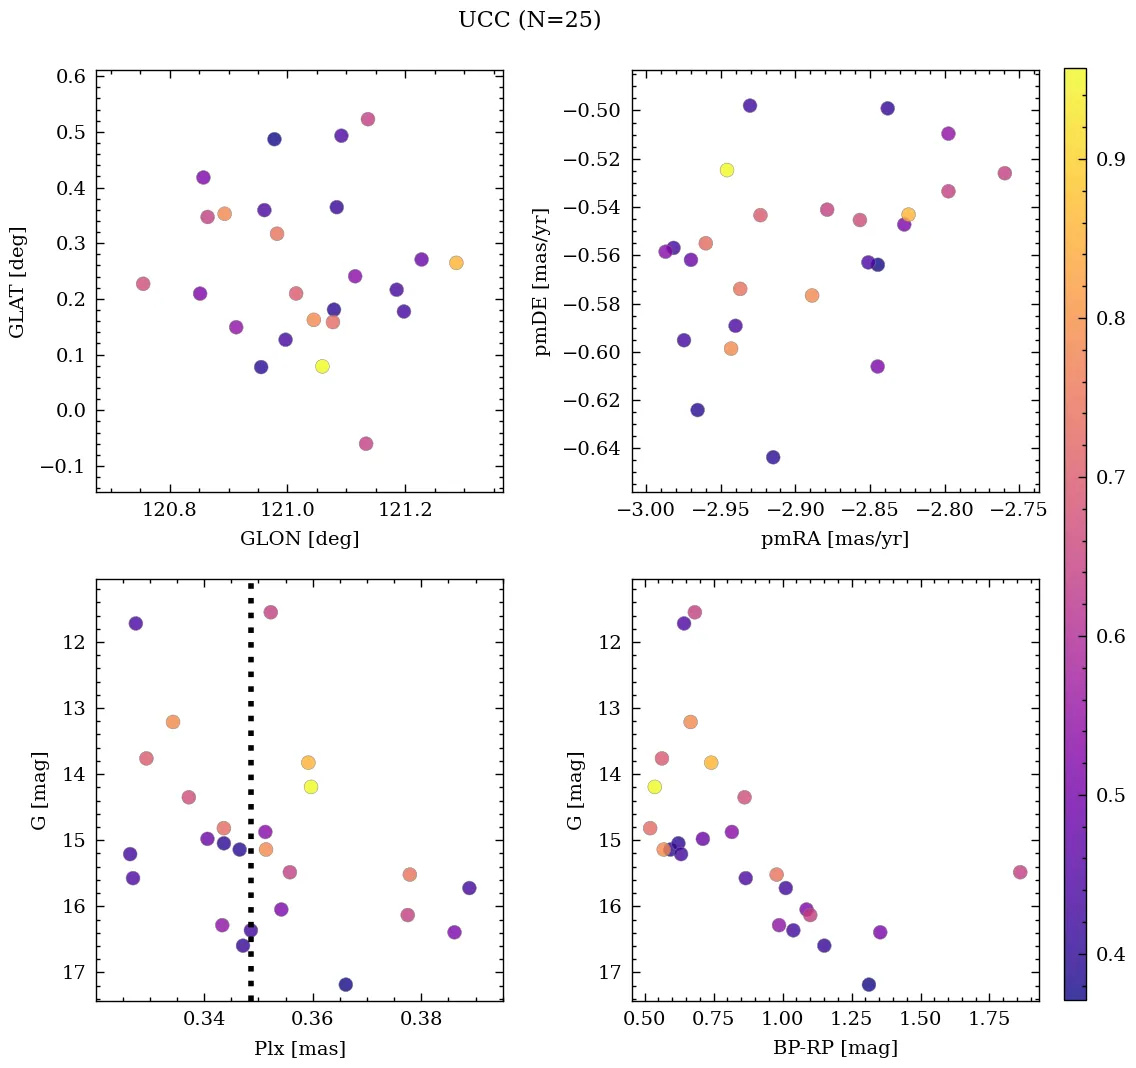 UCC (N=25)
0.6
0.5
0.4
0.3
0.2
0.1
0.0
−0.1
GLAT [deg]
120.8 121.0 121.2
GLON [deg]
−0.50
−0.52
−0.54
−0.56
−0.58
−0.60
−0.62
−0.64
pmDE [mas/yr]
−3.00 −2.95 −2.90 −2.85 −2.80 −2.75
pmRA [mas/yr]
12
13
14
15
16
17
G [mag]
0.34 0.36 0.38
Plx [mas]
12
13
14
15
16
17
G [mag]
0.50 0.75 1.00 1.25 1.50 1.75
BP-RP [mag]
0.9
0.8
0.7
0.6
0.5
0.4